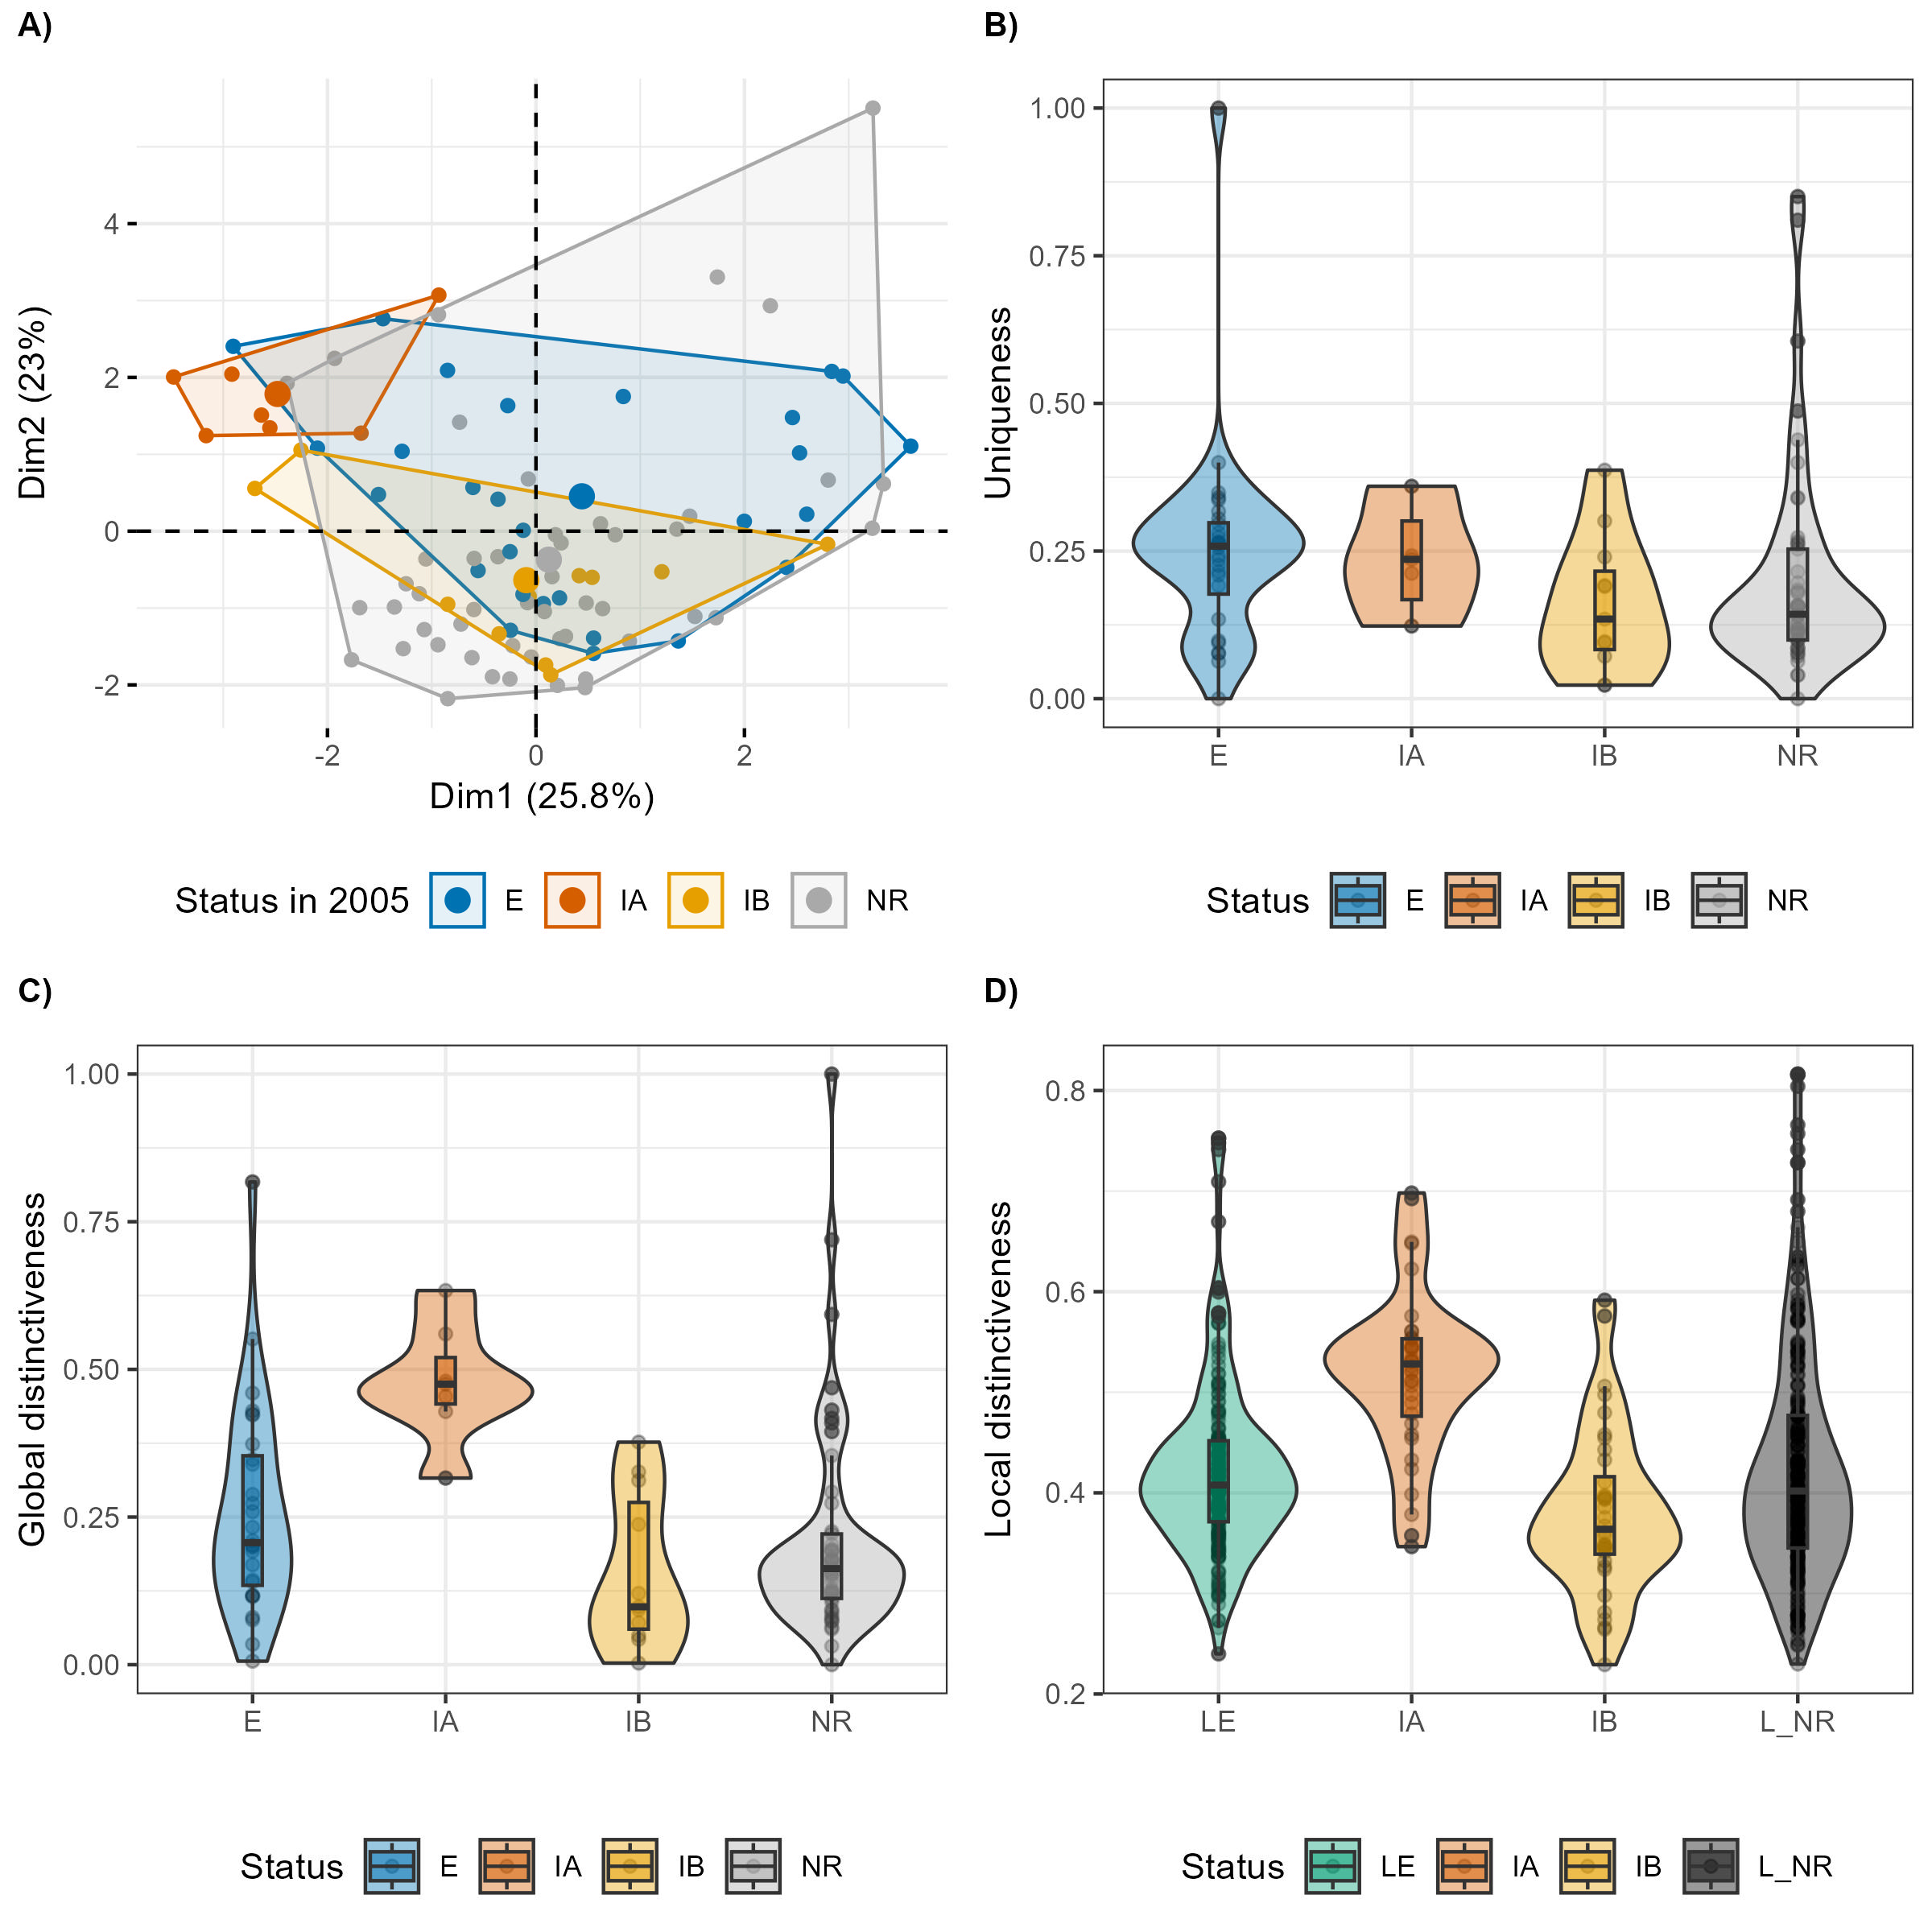 A)
Dim2 (23%)
4
2
0
-2
-2 0 2
Dim1 (25.8%)
Status in 2005 E IA IB NR
B)
Uniqueness
1.00
0.75
0.50
0.25
0.00
E IA IB NR
Status E IA IB NR
C)
Global distinctiveness
1.00
0.75
0.50
0.25
0.00
E IA IB NR
Status E IA IB NR
D)
Local distinctiveness
0.8
0.6
0.4
0.2
LE IA IB L_NR
Status LE IA IB L_NR